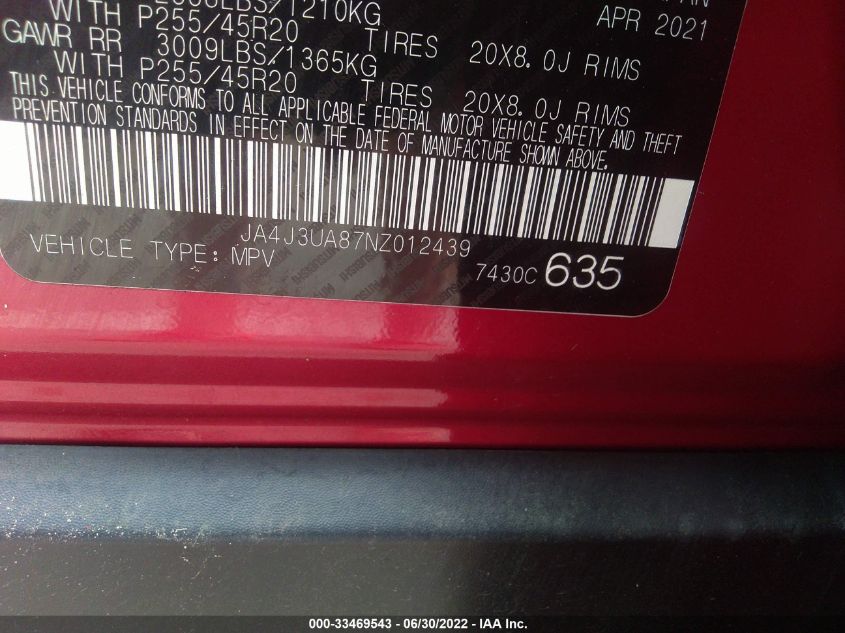 1210KG
PAN
WITH P255/45R20 TIRES 20X8.0J RIMS
APR 2021
GAWR RR 3009LBS/1365KG
WITH P255/45R20 TIRES 20X8.0J RIMS
THIS VEHICLE CONFORMS TO ALL APPLICABLE FEDERAL MOTOR VEHICLE SAFETY AND THEFT
PREVENTION STANDARDS IN EFFECT ON THE DATE OF MANUFACTURE SHOWN ABOVE.
JA4J3UA87NZ012439
VEHICLE TYPE: MPV
7430C 635
000-33469543 / 06/30/2022 - IAA Inc.